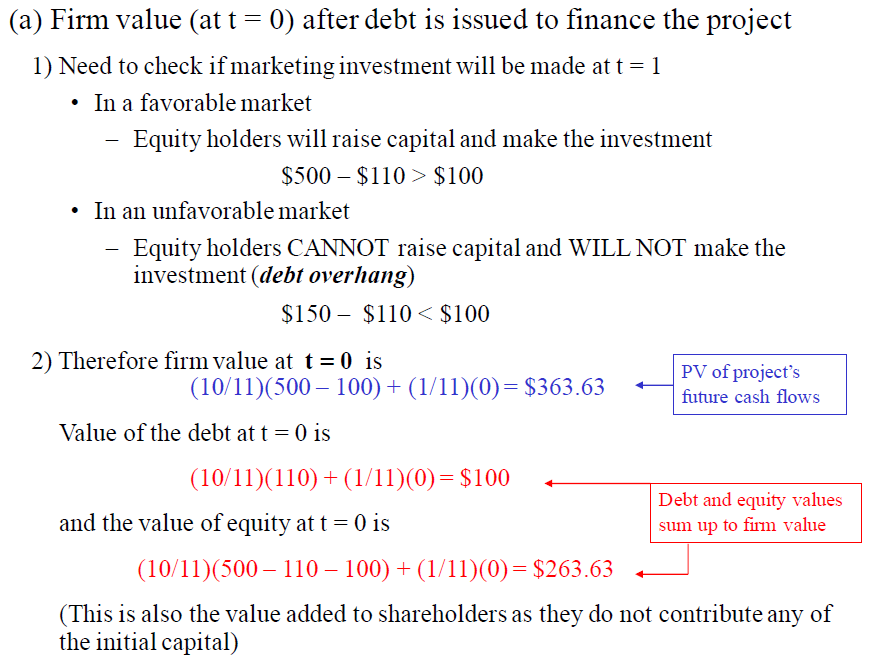 (a) Firm value (at t = 0) after debt is issued to finance the project
1) Need to check if marketing investment will be made at t = 1
• In a favorable market
– Equity holders will raise capital and make the investment
$500 – $110 > $100
• In an unfavorable market
– Equity holders CANNOT raise capital and WILL NOT make the
investment (debt overhang)
$150 – $110 < $100
2) Therefore firm value at t = 0 is
(10/11)(500 – 100) + (1/11)(0) = $363.63
PV of project's
future cash flows
Value of the debt at t = 0 is
(10/11)(110) + (1/11)(0) = $100
Debt and equity values
sum up to firm value
and the value of equity at t = 0 is
(10/11)(500 – 110 – 100) + (1/11)(0) = $263.63
(This is also the value added to shareholders as they do not contribute any of
the initial capital)